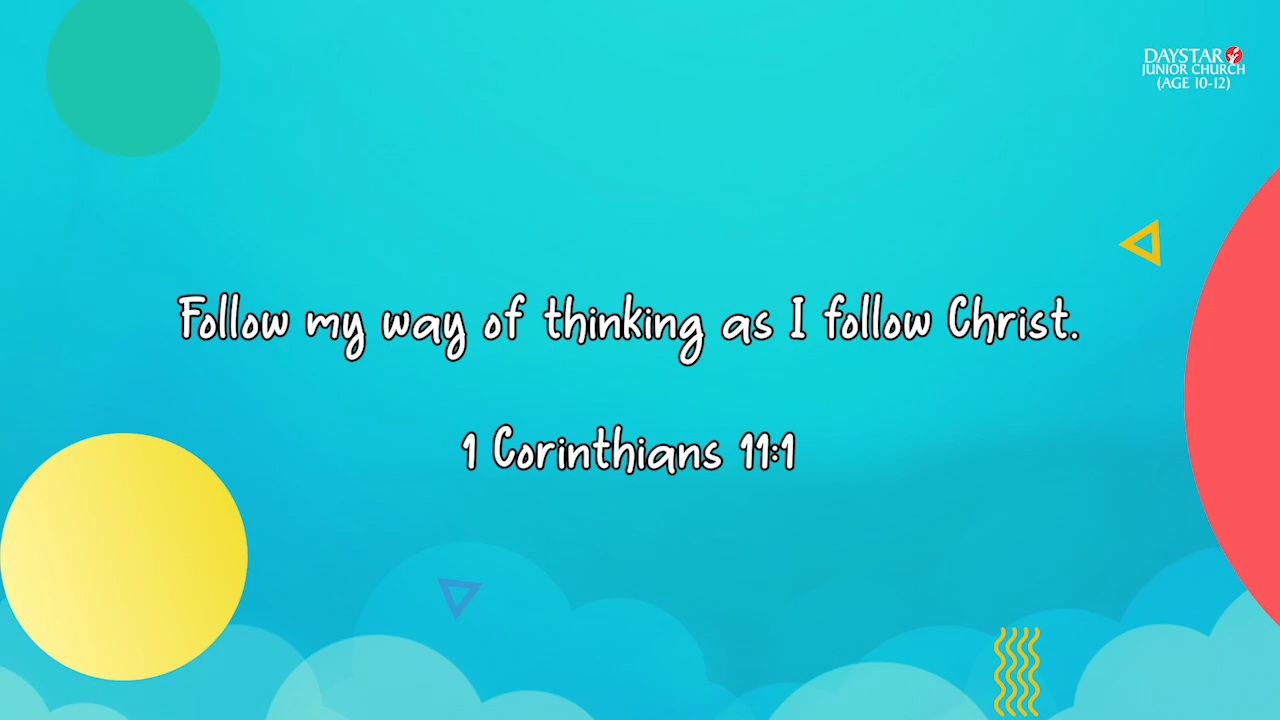 DAYSTAR
JUNIOR CHURCH
(AGE 10-12)
Follow my way of thinking as I follow Christ.
1 Corinthians 11:1